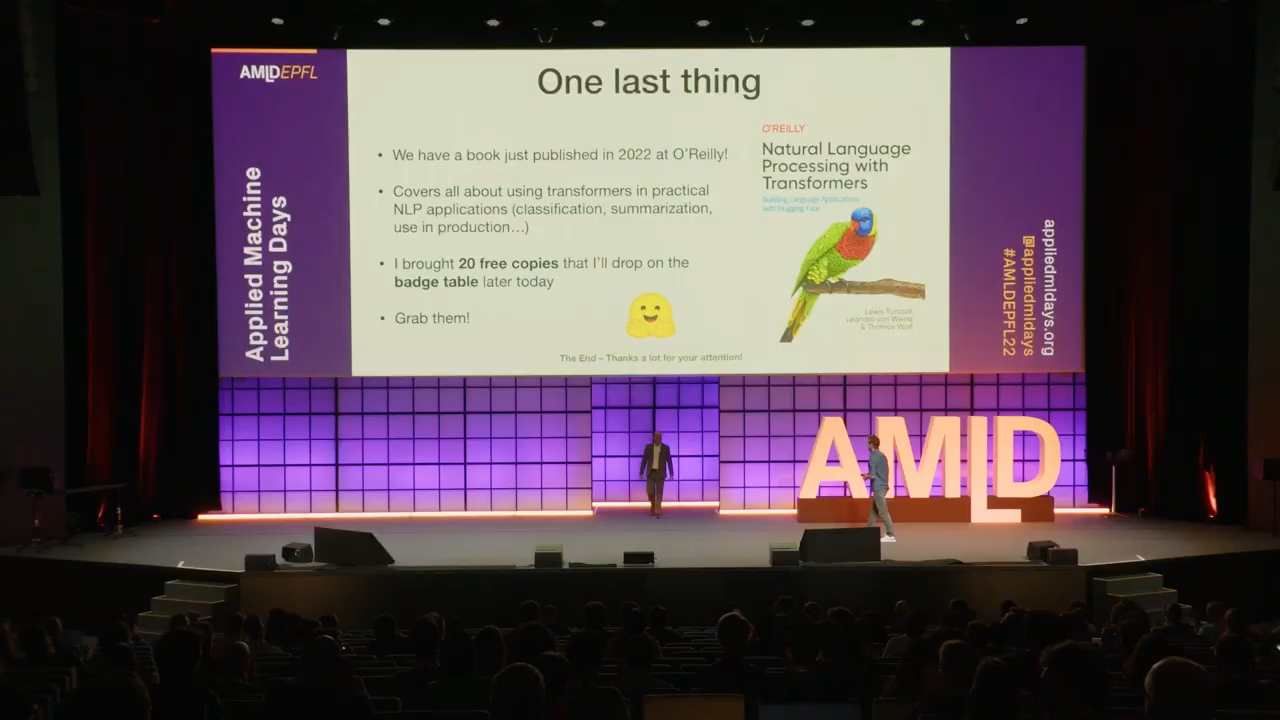 AMLDEPFL
Applied Machine
Learning Days
One last thing
• We have a book just published in 2022 at O'Reilly!
• Covers all about using transformers in practical
NLP applications (classification, summarization,
use in production…)
• I brought 20 free copies that I'll drop on the
badge table later today
• Grab them!
The End – Thanks a lot for your attention!
O'REILLY
Natural Language
Processing with
Transformers
Building Language Applications
with Hugging Face
Lewis Tunstall,
Leandro von Werra
& Thomas Wolf
appliedmldays.org
@appliedmldays
#AMLDEPFL22
AMLD